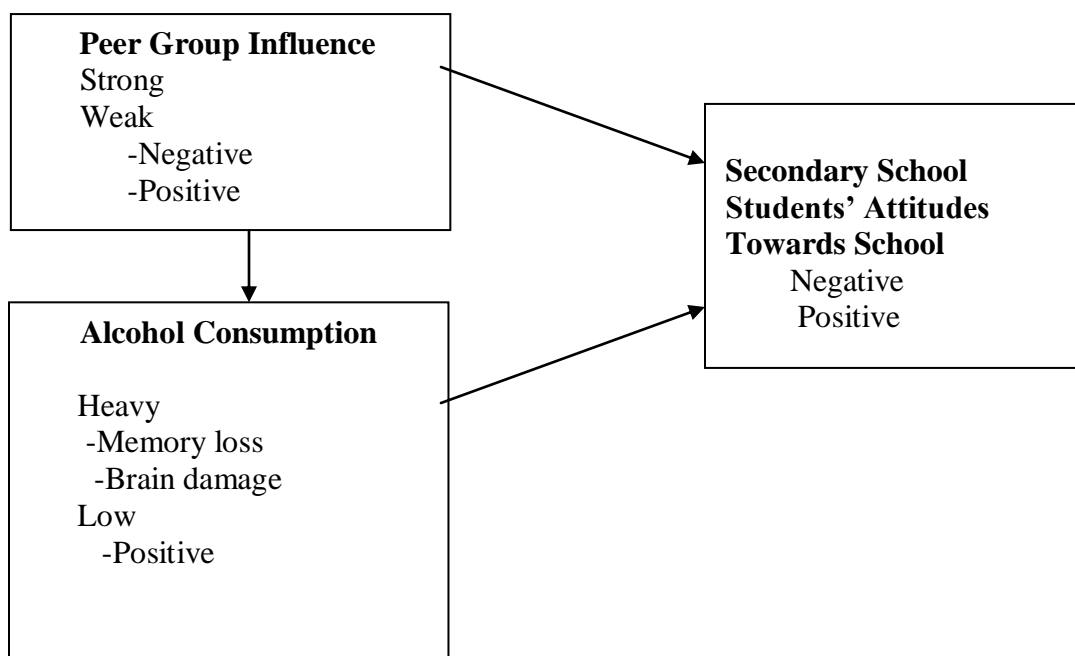 Peer Group Influence
Strong
Weak
-Negative
-Positive
Alcohol Consumption
Heavy
-Memory loss
-Brain damage
Low
-Positive
Secondary School
Students’ Attitudes
Towards School
Negative
Positive